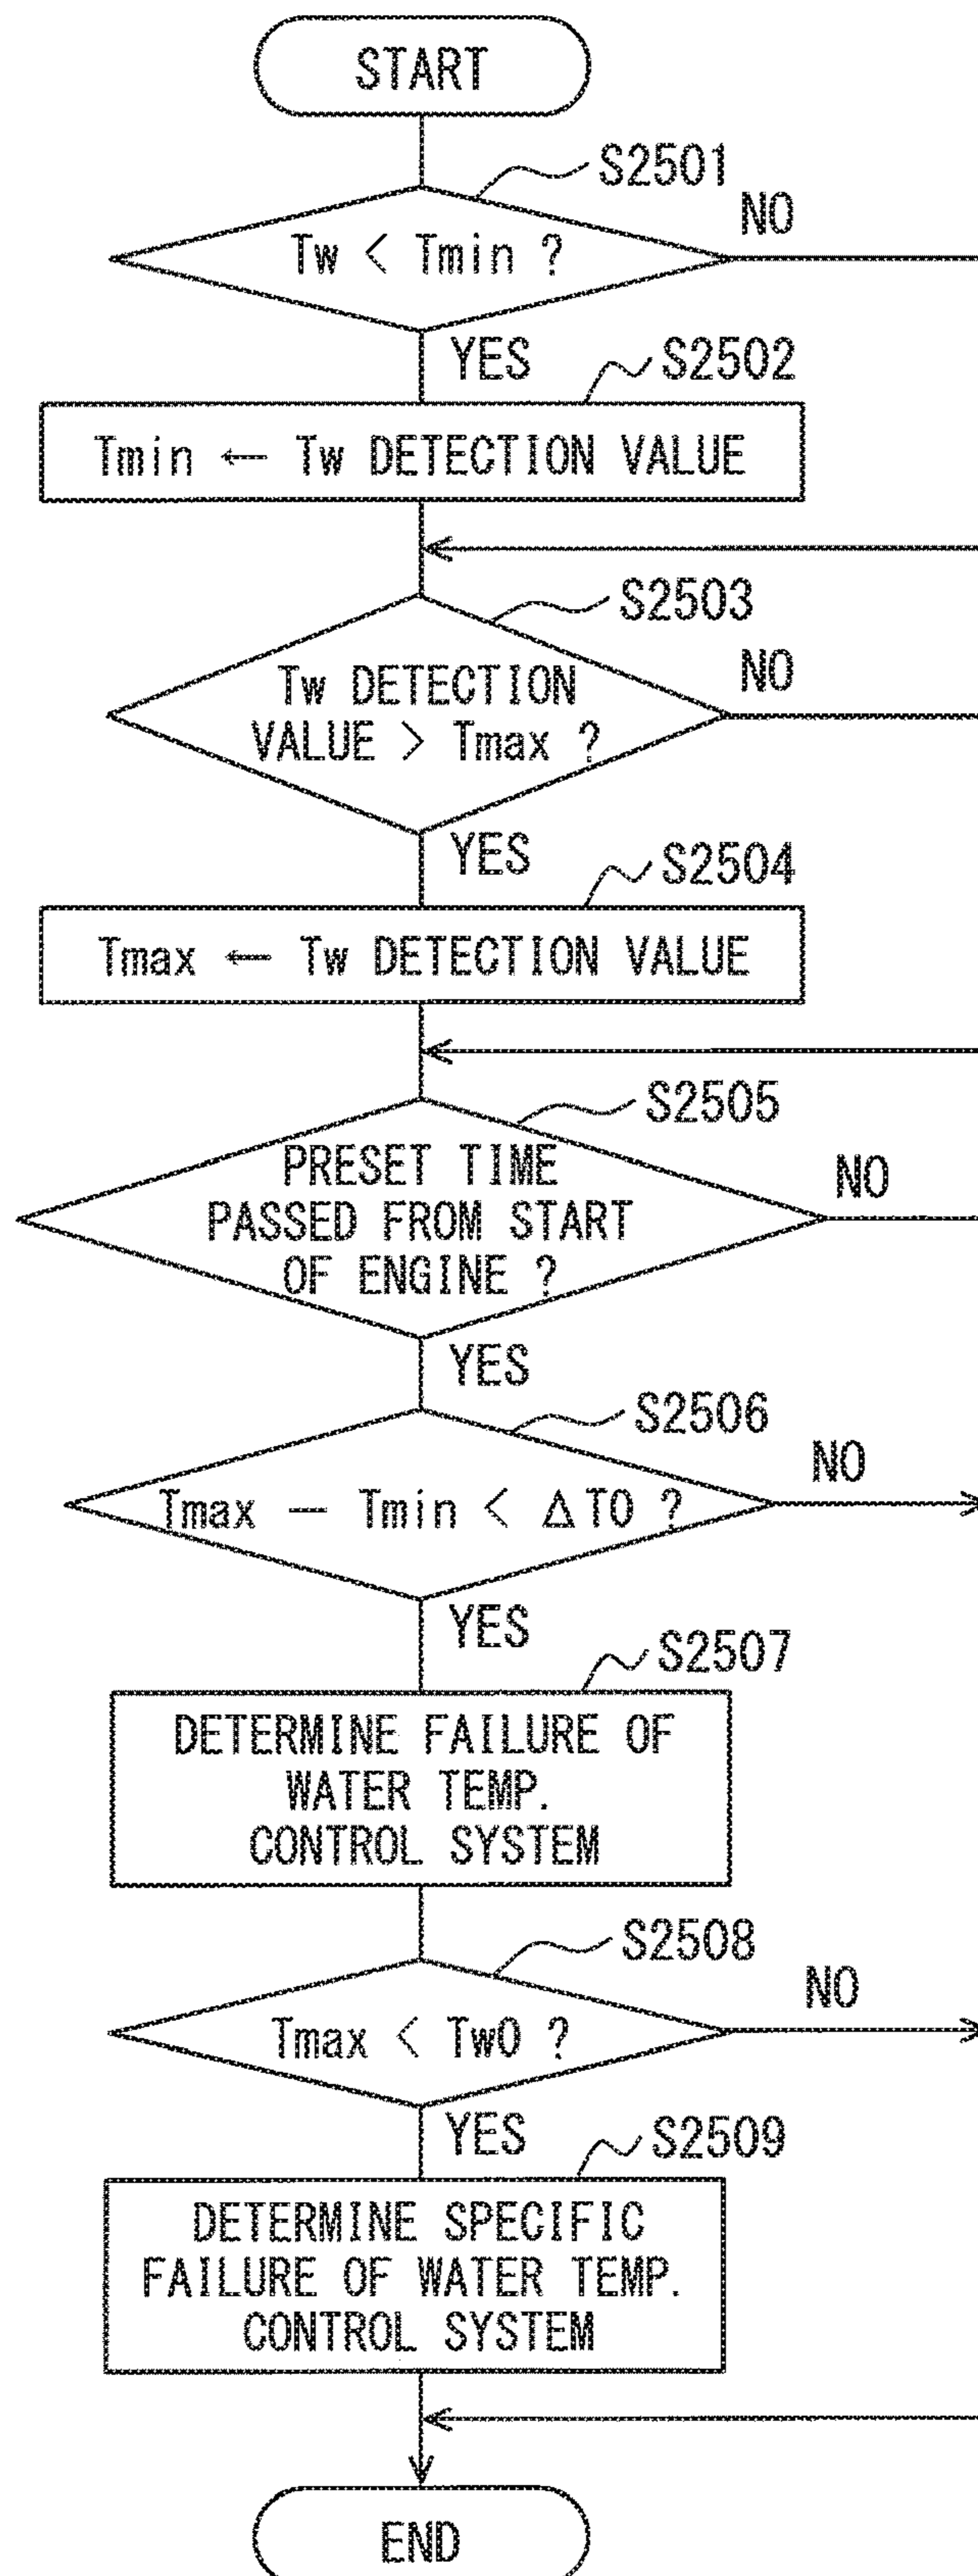 START
S2501
NO
Tw < Tmin ?
YES
S2502
Tmin ← Tw DETECTION VALUE
S2503
NO
Tw DETECTION
VALUE > Tmax ?
YES
S2504
Tmax ← Tw DETECTION VALUE
S2505
NO
PRESET TIME
PASSED FROM START
OF ENGINE ?
YES
S2506
NO
Tmax − Tmin < ΔT0 ?
YES
S2507
DETERMINE FAILURE OF
WATER TEMP.
CONTROL SYSTEM
S2508
NO
Tmax < Tw0 ?
YES
S2509
DETERMINE SPECIFIC
FAILURE OF WATER TEMP.
CONTROL SYSTEM
END